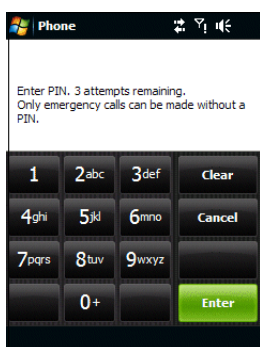 Phone
Enter PIN. 3 attempts remaining.
Only emergency calls can be made without a
PIN.
1 2abc 3def Clear
4ghi 5jkl 6mno Cancel
7pqrs 8tuv 9wxyz
0+ Enter